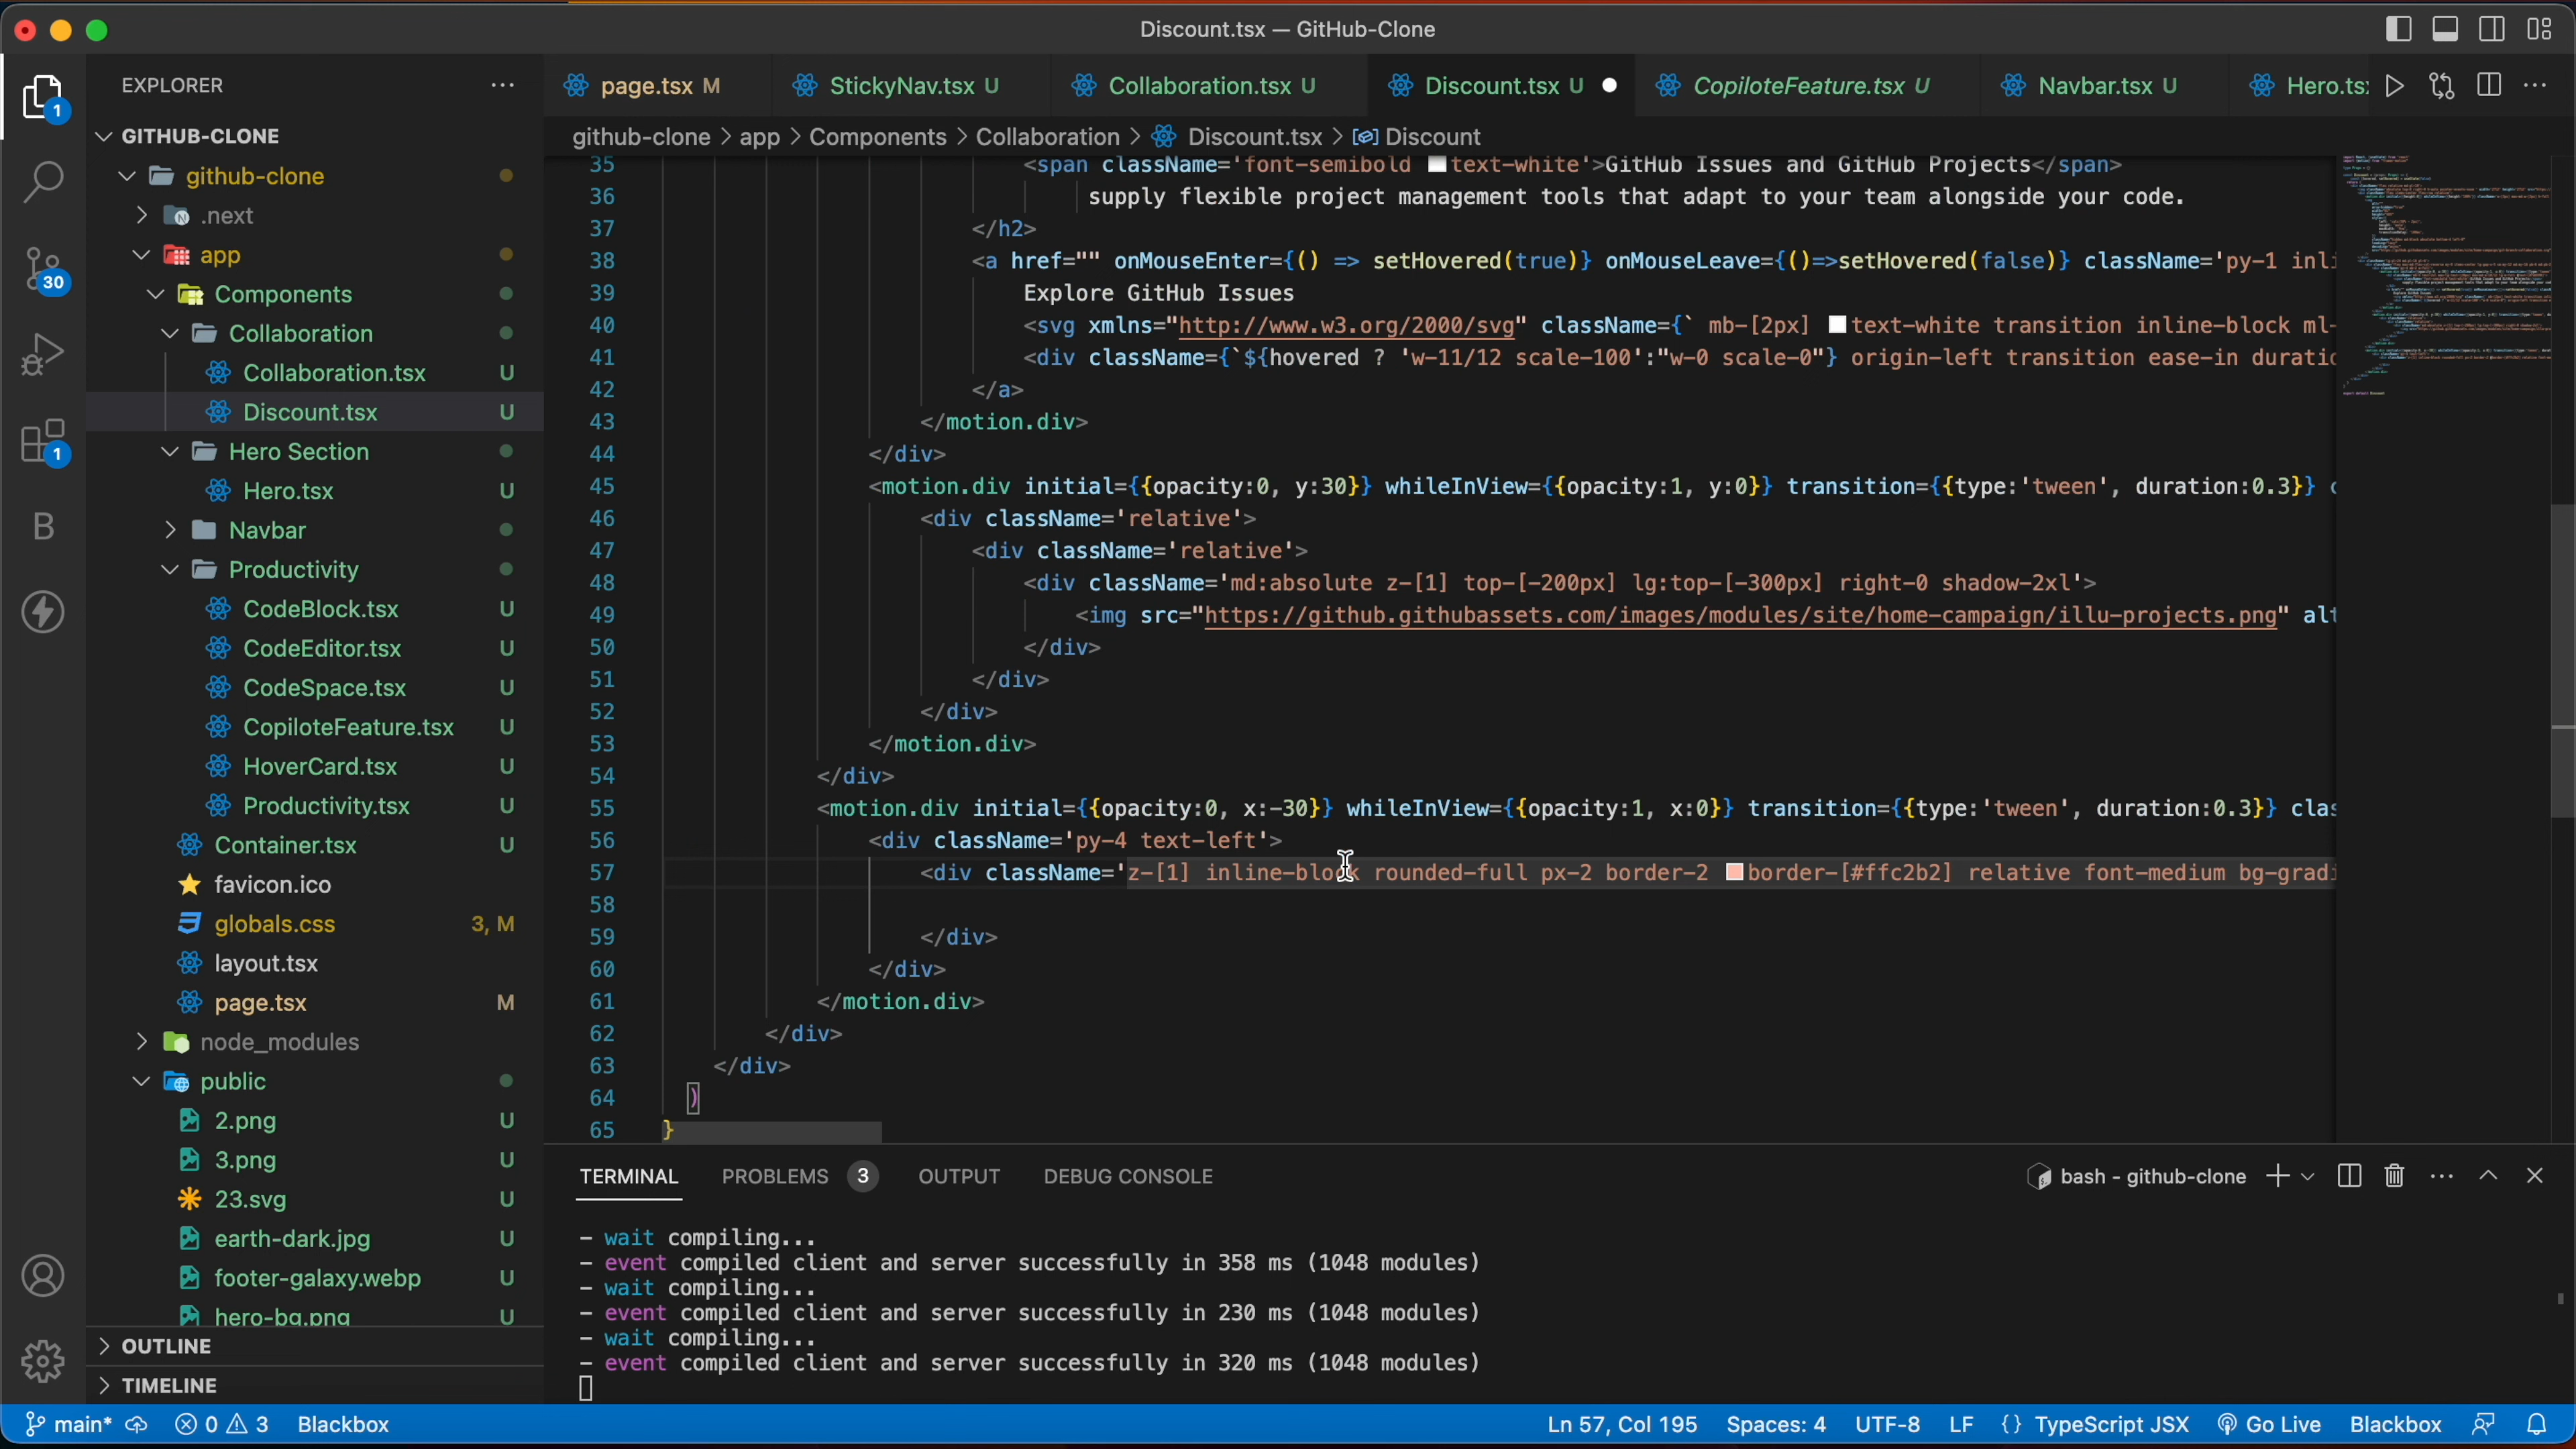 Discount.tsx — GitHub-Clone
EXPLORER
page.tsx M
StickyNav.tsx U
Collaboration.tsx U
Discount.tsx U
CopiloteFeature.tsx U
Navbar.tsx U
Hero.ts
github-clone > app > Components > Collaboration > Discount.tsx > Discount
1
30
1
B
GITHUB-CLONE
github-clone
.next
app
Components
Collaboration
Collaboration.tsx U
Discount.tsx U
Hero Section
Hero.tsx U
Navbar
Productivity
CodeBlock.tsx U
CodeEditor.tsx U
CodeSpace.tsx U
CopiloteFeature.tsx U
HoverCard.tsx U
Productivity.tsx U
Container.tsx U
favicon.ico
globals.css 3, M
layout.tsx
page.tsx M
node_modules
public
2.png U
3.png U
23.svg U
earth-dark.jpg U
footer-galaxy.webp U
hero-bg.png U
OUTLINE
TIMELINE
35 <span className='font-semibold text-white'>GitHub Issues and GitHub Projects</span>
36 supply flexible project management tools that adapt to your team alongside your code.
37 </h2>
38 <a href="" onMouseEnter={() => setHovered(true)} onMouseLeave={()=>setHovered(false)} className='py-1 inli
39 Explore GitHub Issues
40 <svg xmlns="http://www.w3.org/2000/svg" className={` mb-[2px] text-white transition inline-block ml-
41 <div className={`${hovered ? 'w-11/12 scale-100':"w-0 scale-0"} origin-left transition ease-in duratio
42 </a>
43 </motion.div>
44 </div>
45 <motion.div initial={{opacity:0, y:30}} whileInView={{opacity:1, y:0}} transition={{type:'tween', duration:0.3}} c
46 <div className='relative'>
47 <div className='relative'>
48 <div className='md:absolute z-[1] top-[-200px] lg:top-[-300px] right-0 shadow-2xl'>
49 <img src="https://github.githubassets.com/images/modules/site/home-campaign/illu-projects.png" alt
50 </div>
51 </div>
52 </div>
53 </motion.div>
54 </div>
55 <motion.div initial={{opacity:0, x:-30}} whileInView={{opacity:1, x:0}} transition={{type:'tween', duration:0.3}} clas
56 <div className='py-4 text-left'>
57 <div className='z-[1] inline-block rounded-full px-2 border-2 border-[#ffc2b2] relative font-medium bg-gradi
58
59 </div>
60 </div>
61 </motion.div>
62 </div>
63 </div>
64 )
65 }
TERMINAL PROBLEMS 3 OUTPUT DEBUG CONSOLE
bash - github-clone
- wait compiling...
- event compiled client and server successfully in 358 ms (1048 modules)
- wait compiling...
- event compiled client and server successfully in 230 ms (1048 modules)
- wait compiling...
- event compiled client and server successfully in 320 ms (1048 modules)
main* 0 3 Blackbox
Ln 57, Col 195 Spaces: 4 UTF-8 LF {} TypeScript JSX Go Live Blackbox